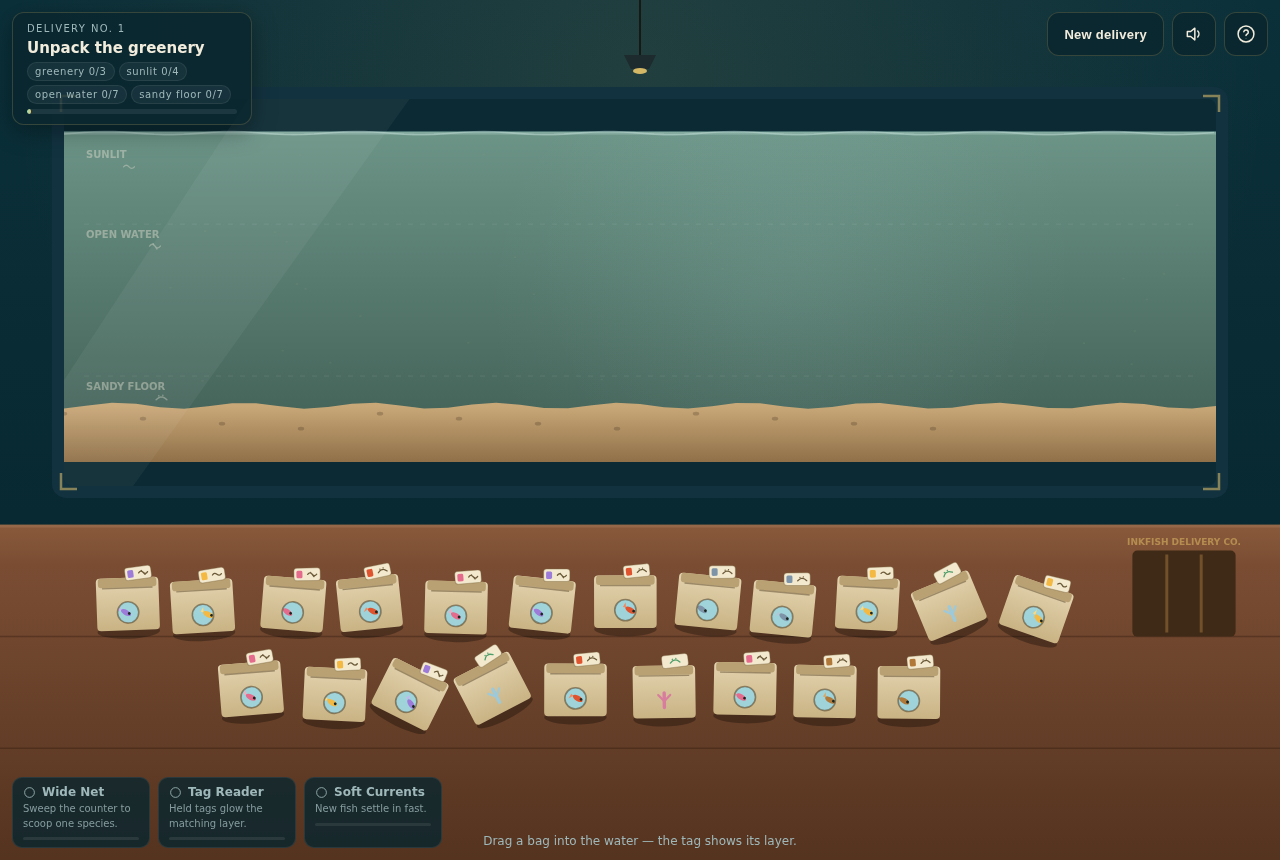 DELIVERY NO. 1
Unpack the greenery
greenery 0/3 sunlit 0/4
open water 0/7 sandy floor 0/7
New delivery
SUNLIT
OPEN WATER
SANDY FLOOR
INKFISH DELIVERY CO.
Wide Net
Sweep the counter to
scoop one species.
Tag Reader
Held tags glow the
matching layer.
Soft Currents
New fish settle in fast.
Drag a bag into the water — the tag shows its layer.